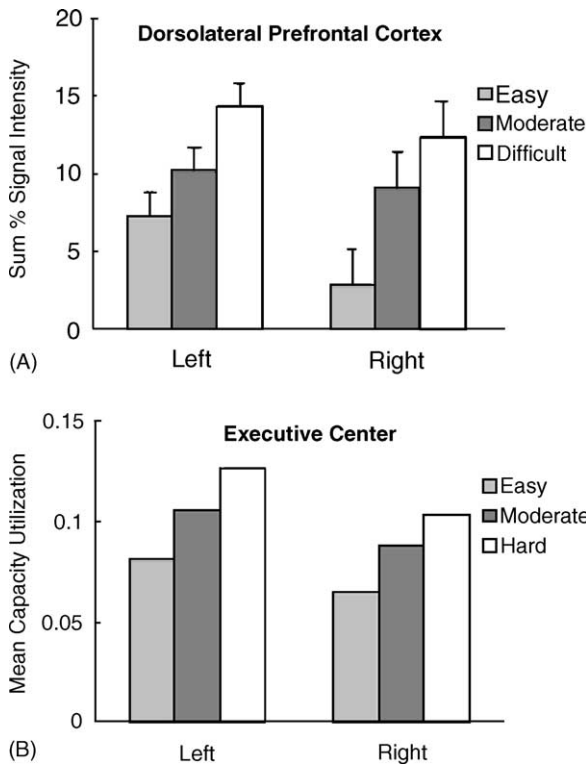 Dorsolateral Prefrontal Cortex
Sum % Signal Intensity
20
15
10
5
0
Easy
Moderate
Difficult
Left Right
(A)
Executive Center
Mean Capacity Utilization
0.15
0.1
0.05
0
Easy
Moderate
Hard
Left Right
(B)